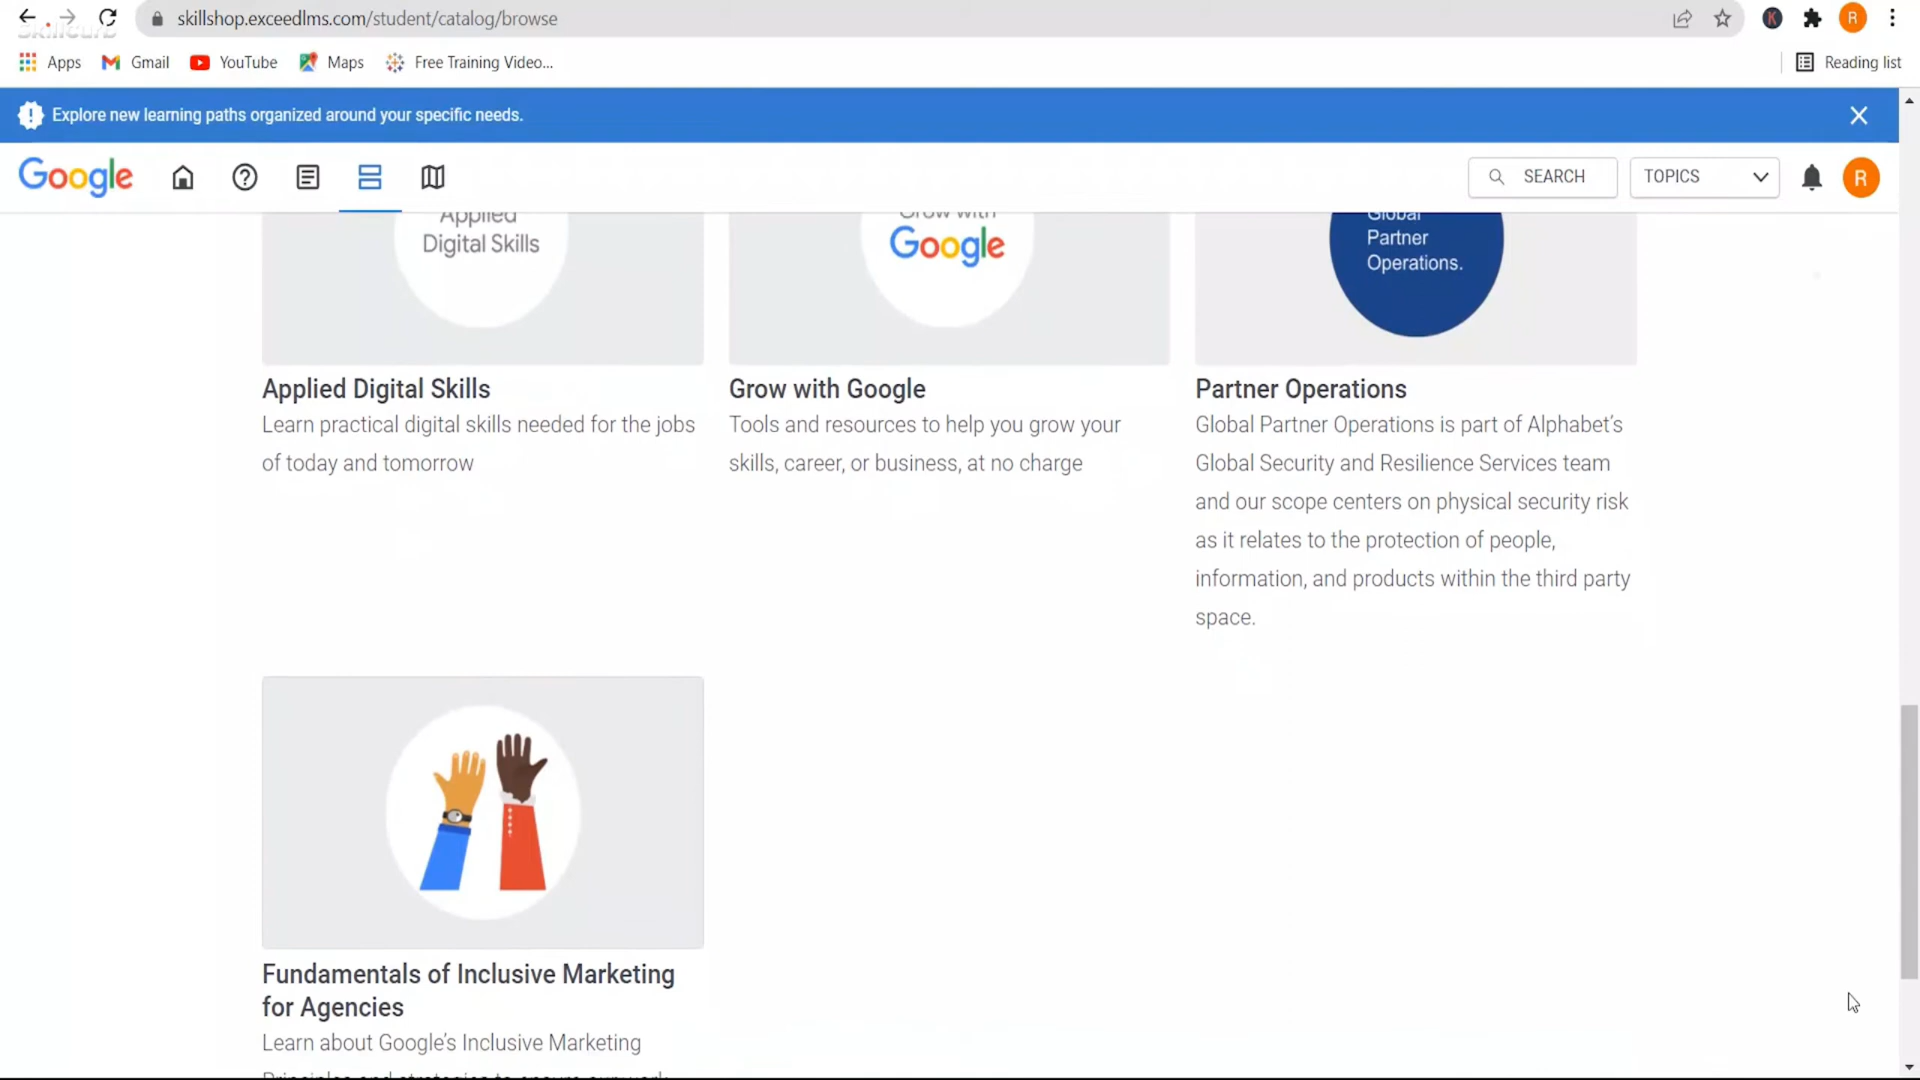 skillshop.exceedlms.com/student/catalog/browse
K
R
Apps
Gmail
YouTube
Maps
Free Training Video...
Reading list
Explore new learning paths organized around your specific needs.
Google
SEARCH
TOPICS
R
Applied
Digital Skills
Grow with
Google
Global
Partner
Operations.
Applied Digital Skills
Learn practical digital skills needed for the jobs
of today and tomorrow
Grow with Google
Tools and resources to help you grow your
skills, career, or business, at no charge
Partner Operations
Global Partner Operations is part of Alphabet's
Global Security and Resilience Services team
and our scope centers on physical security risk
as it relates to the protection of people,
information, and products within the third party
space.
Fundamentals of Inclusive Marketing
for Agencies
Learn about Google's Inclusive Marketing